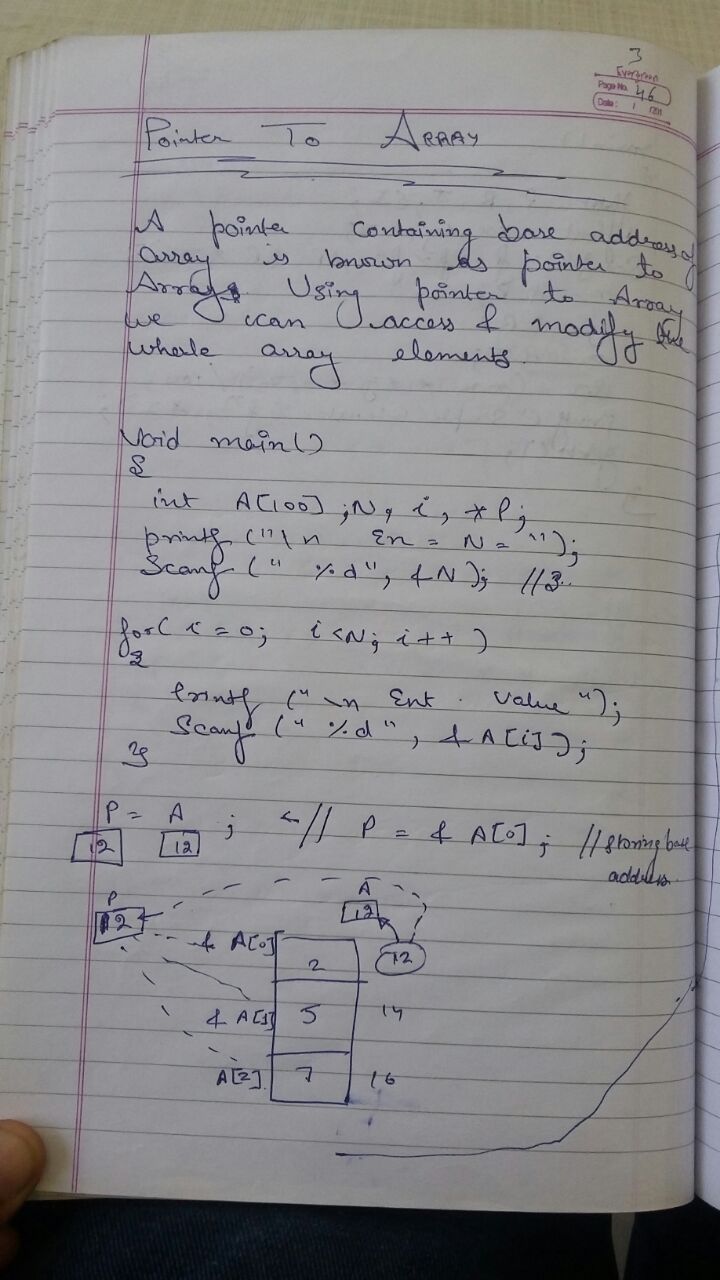 3
Evergreen
Page No. 46
Date: / /201
Pointer To Array
A pointer containing base address of
array is known as pointer to
Array. Using pointer to Array
we can access & modify the
whole array elements.
Void main()
{
int A[100] ;N, i, *P;
printf ("\n En = N = ");
Scanf (" %d", &N); //3.
for( i = 0; i <N; i++ )
{
Printf ("\n Ent. Value");
Scanf (" %d", & A[i]);
}
P = A ; ← // P = & A[0]; // storing base
12 12 address.
P A
12 12
& A[0] 2 12
& A[1] 5 14
A[2] 7 16